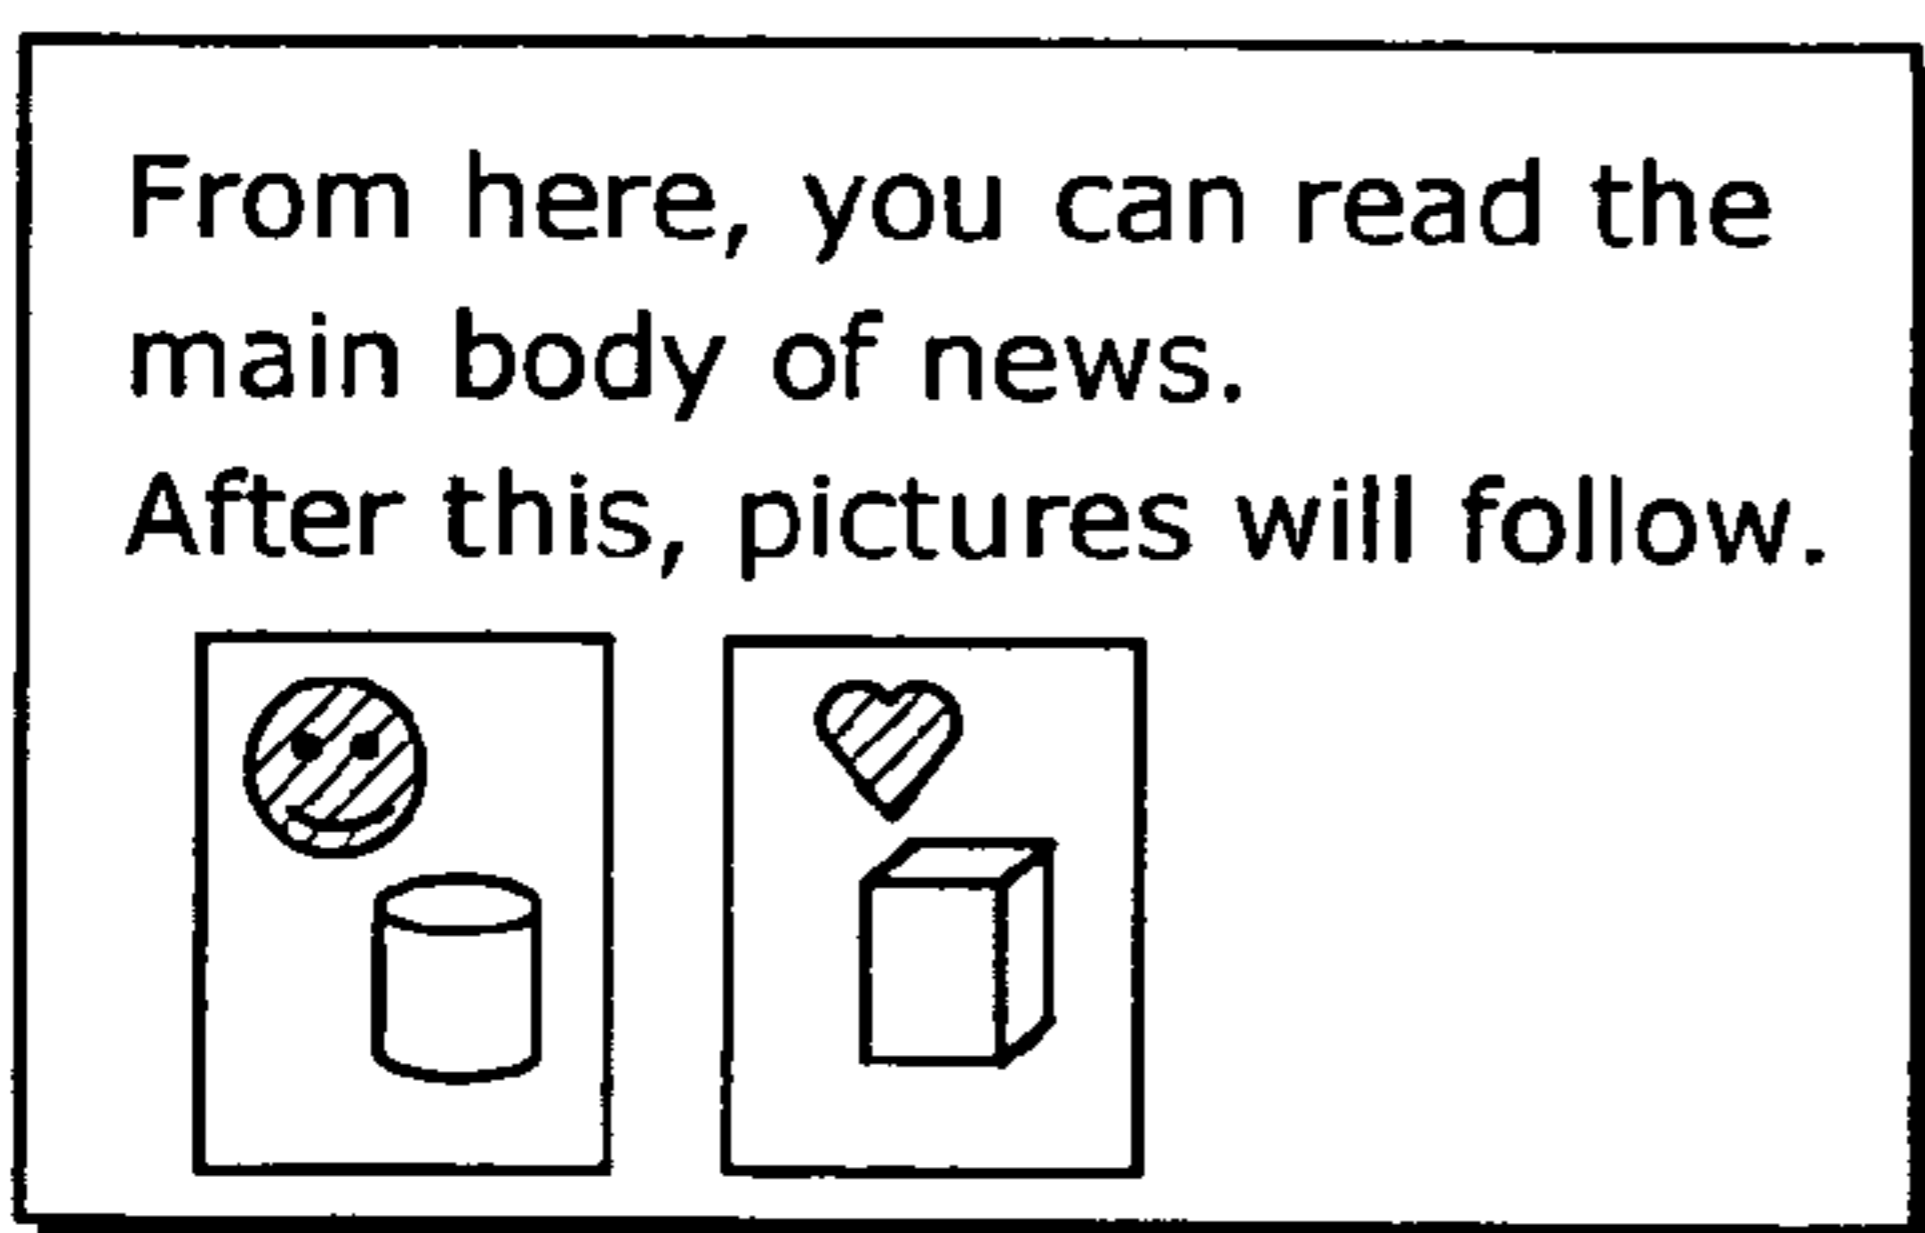 From here, you can read the
main body of news.
After this, pictures will follow.